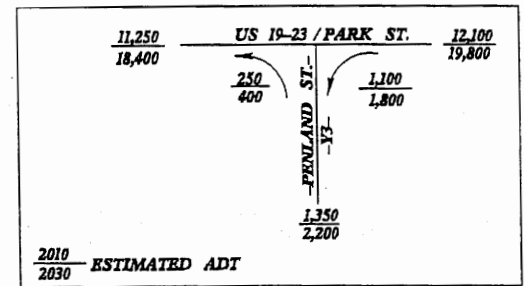 11,250 US 19-23 / PARK ST. 12,100
18,400 19,800
250 1,100
400 1,800
-PENLAND ST.-
-Y3-
1,350
2,200
2010
2030 ESTIMATED ADT